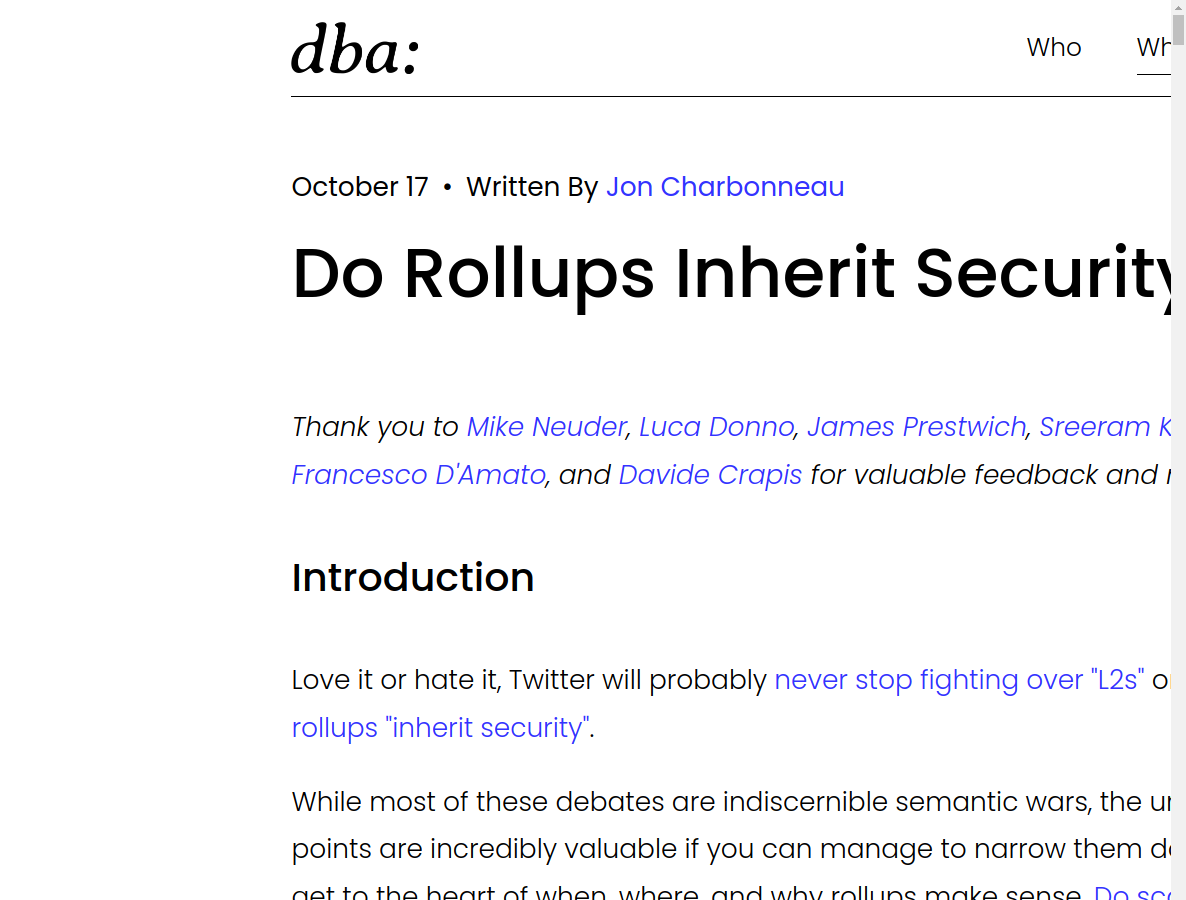 dba:
Who
October 17 • Written By Jon Charbonneau
Do Rollups Inherit Security
Thank you to Mike Neuder, Luca Donno, James Prestwich, Sreeram
Francesco D'Amato, and Davide Crapis for valuable feedback and
Introduction
Love it or hate it, Twitter will probably never stop fighting over "L2s"
rollups "inherit security".
While most of these debates are indiscernible semantic wars, the
points are incredibly valuable if you can manage to narrow them
get to the heart of when, where, and why rollups make sense. Do